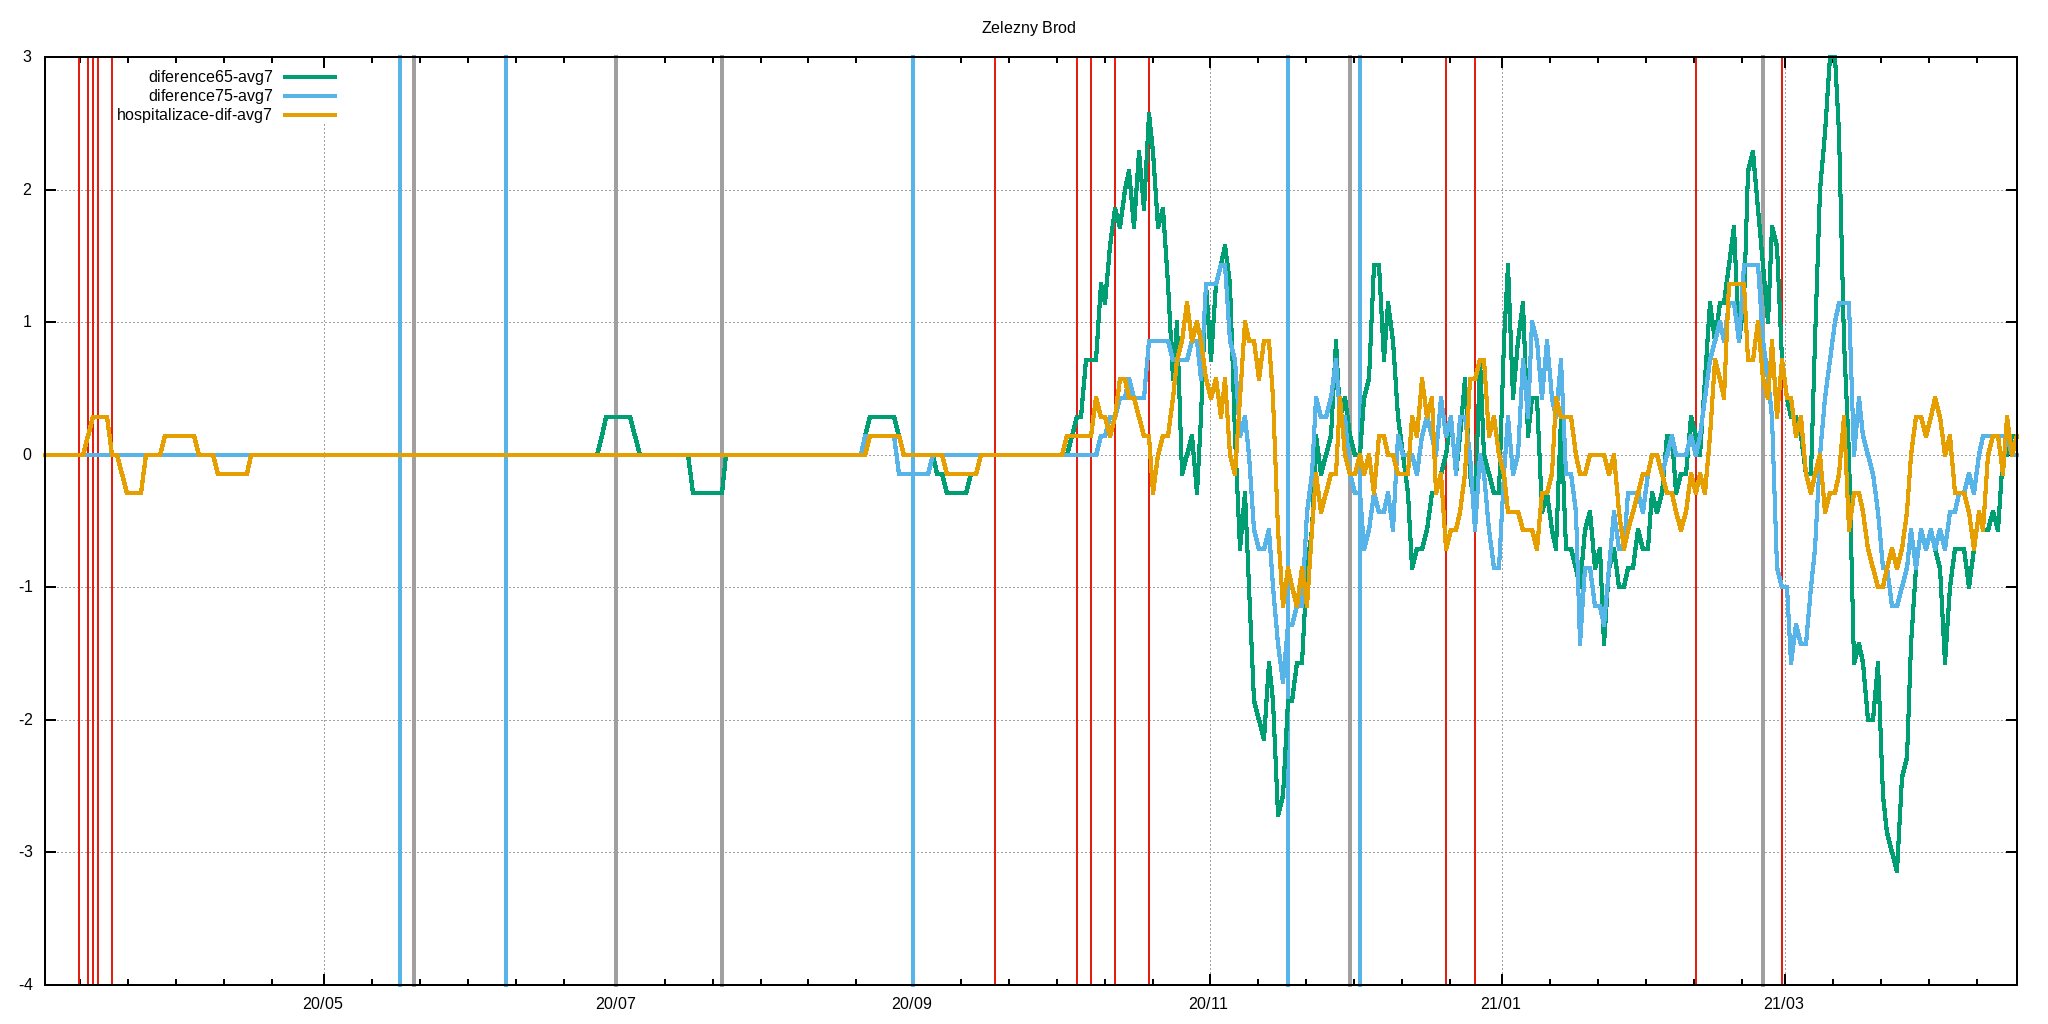 Zelezny Brod
diference65-avg7
diference75-avg7
hospitalizace-dif-avg7
3
2
1
0
-1
-2
-3
-4
20/05 20/07 20/09 20/11 21/01 21/03